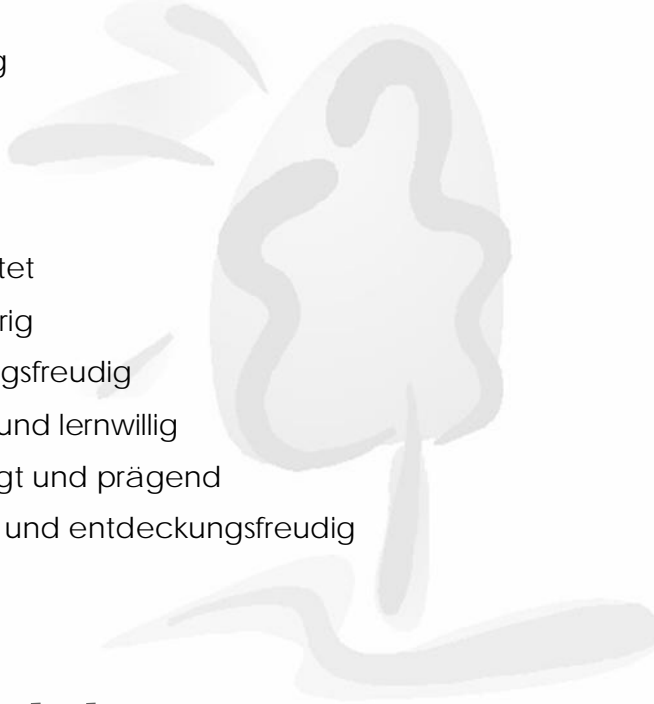 g
tet
rig
gsfreudig
und lernwillig
gt und prägend
und entdeckungsfreudig